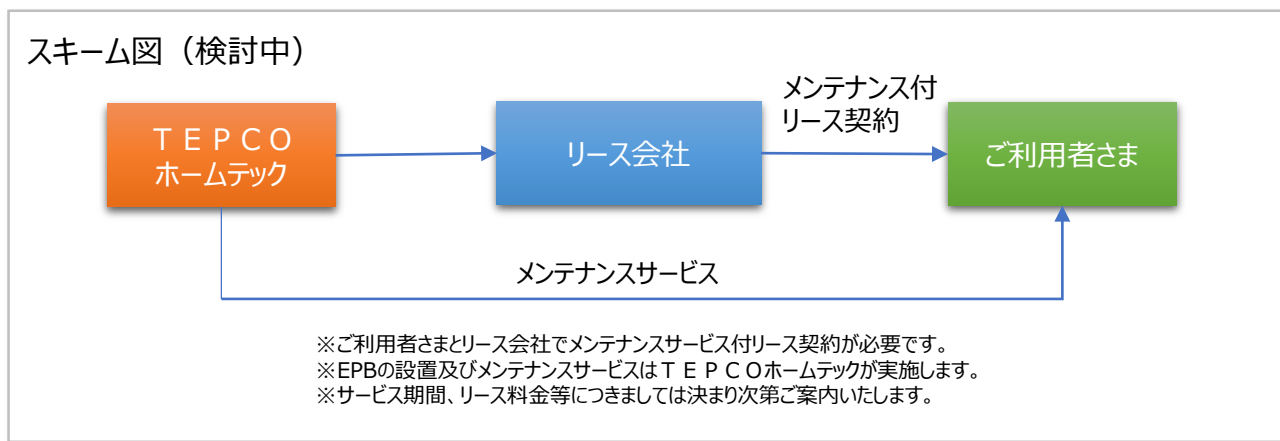 スキーム図（検討中）
メンテナンス付
リース契約
ＴＥＰＣＯ
ホームテック
リース会社
ご利用者さま
メンテナンスサービス
※ご利用者さまとリース会社でメンテナンスサービス付リース契約が必要です。
※EPBの設置及びメンテナンスサービスはＴＥＰＣＯホームテックが実施します。
※サービス期間、リース料金等につきましては決まり次第ご案内いたします。